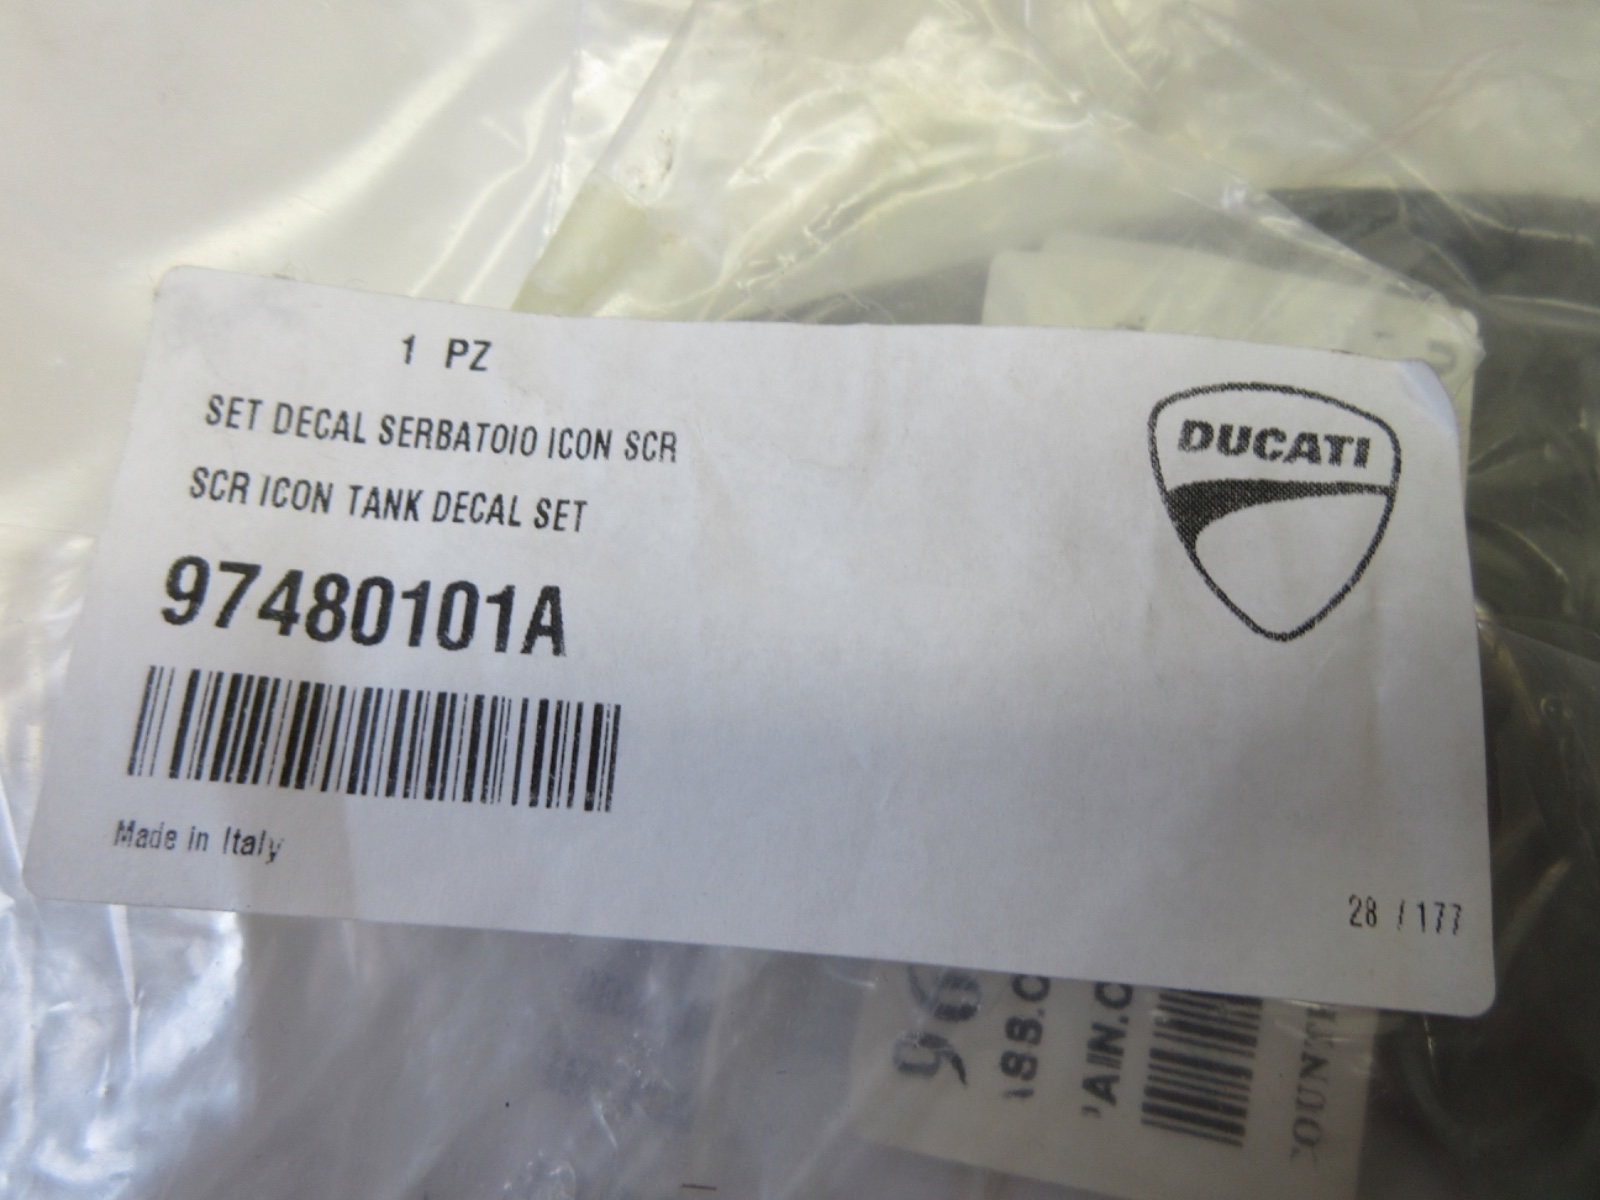 1 PZ
SET DECAL SERBATOIO ICON SCR
SCR ICON TANK DECAL SET
97480101A
Made in Italy
DUCATI
28 / 177